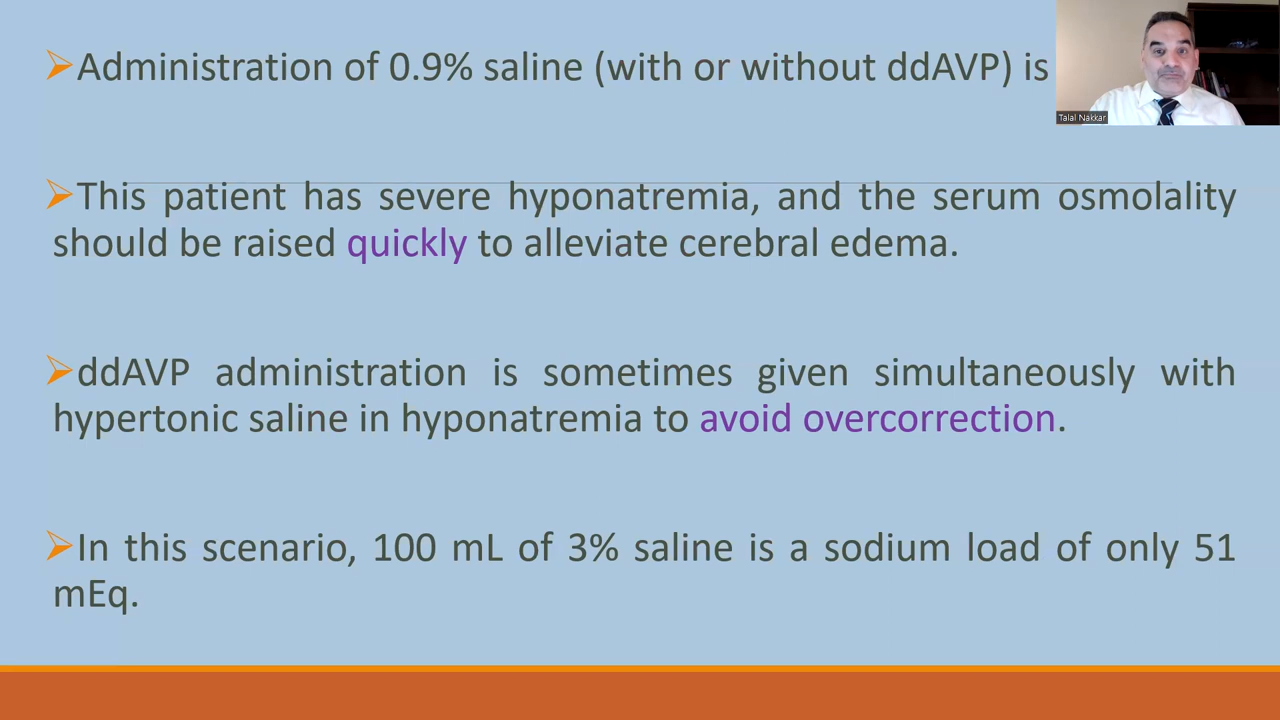 ➢Administration of 0.9% saline (with or without ddAVP) is
Talal Nakkar
➢This patient has severe hyponatremia, and the serum osmolality
should be raised quickly to alleviate cerebral edema.
➢ddAVP administration is sometimes given simultaneously with
hypertonic saline in hyponatremia to avoid overcorrection.
➢In this scenario, 100 mL of 3% saline is a sodium load of only 51
mEq.